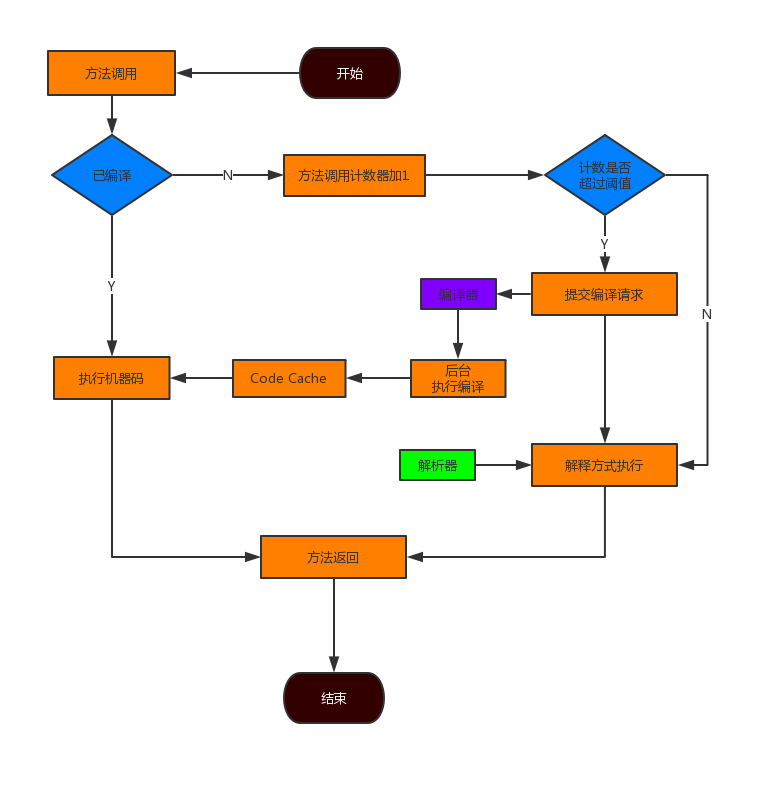 开始
方法调用
已编译
N
方法调用计数器加1
计数是否
超过阈值
Y
N
Y
提交编译请求
编译器
后台
执行编译
Code Cache
执行机器码
解析器
解释方式执行
方法返回
结束